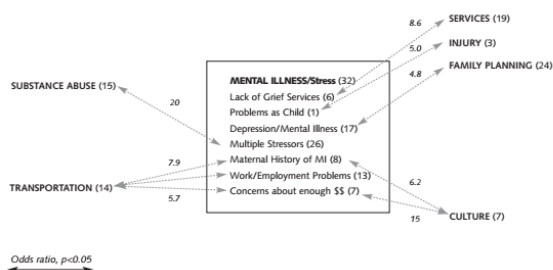 8.6
SERVICES (19)
5.0
INJURY (3)
4.8
FAMILY PLANNING (24)
SUBSTANCE ABUSE (15)
20
MENTAL ILLNESS/Stress (32)
Lack of Grief Services (6)
Problems as Child (1)
Depression/Mental Illness (17)
Multiple Stressors (26)
Maternal History of MI (8)
Work/Employment Problems (13)
Concerns about enough $$ (7)
7.9
TRANSPORTATION (14)
5.7
6.2
15
CULTURE (7)
Odds ratio, p<0.05